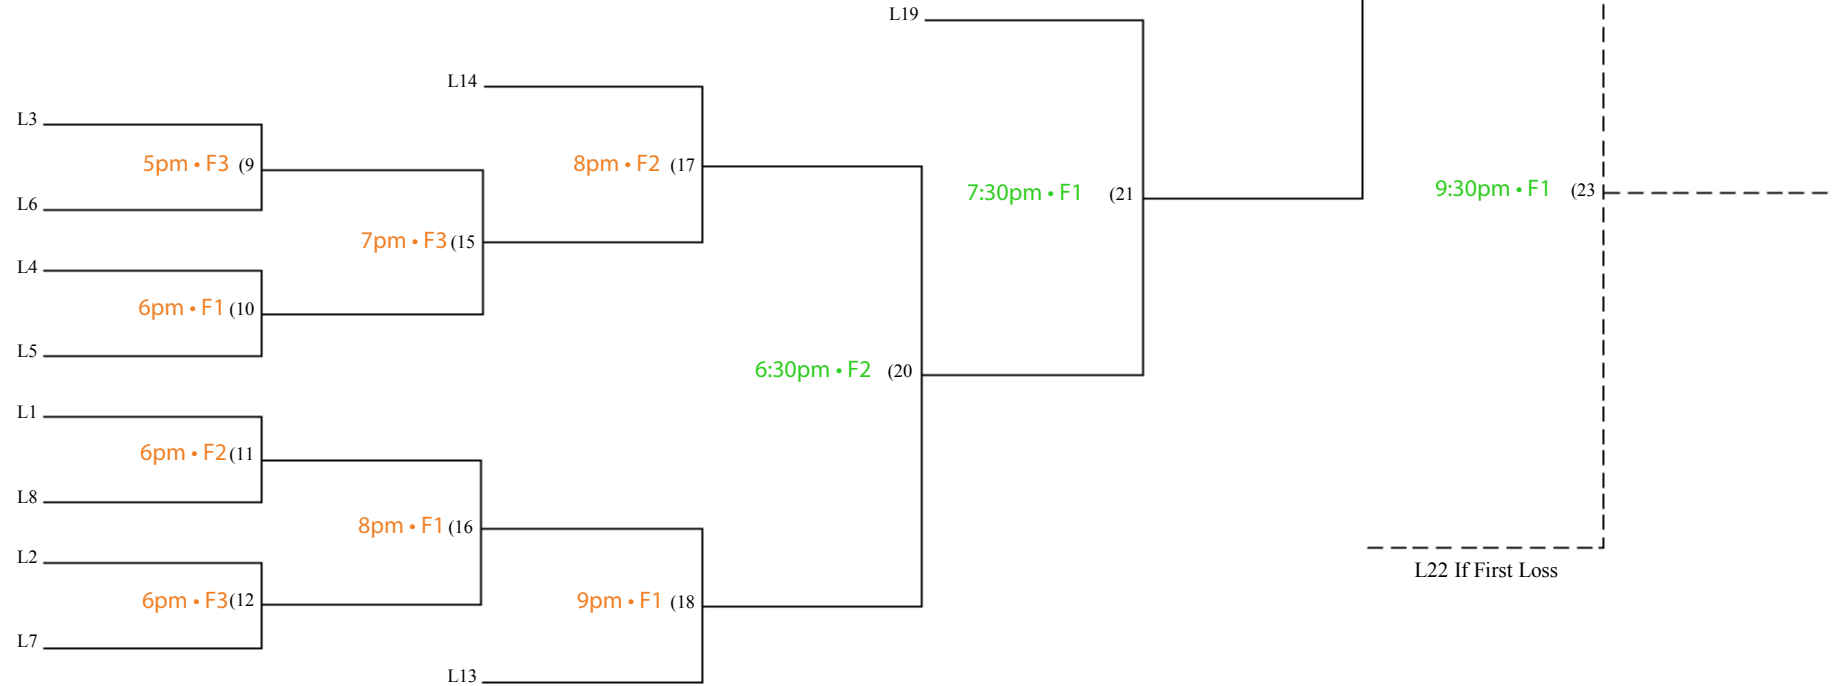 L19
L14
L3
5pm • F3 (9
8pm • F2 (17
L6
7:30pm • F1 (21
9:30pm • F1 (23
7pm • F3 (15
L4
6pm • F1 (10
L5
6:30pm • F2 (20
L1
6pm • F2 (11
L8
8pm • F1 (16
L2
L22 If First Loss
6pm • F3 (12
9pm • F1 (18
L7
L13